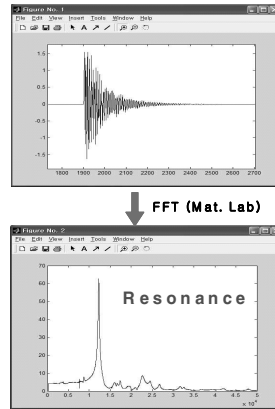 Figure No. 1
File Edit View Insert Tools Window Help
1.5
1
0.5
0
-0.5
-1
-1.5
1800 1900 2000 2100 2200 2300 2400 2500 2600 2700
FFT (Mat. Lab)
Figure No. 2
File Edit View Insert Tools Window Help
70
60
50
40
30
20
10
0
Resonance
0 0.5 1 1.5 2 2.5 3 3.5 4 4.5 5